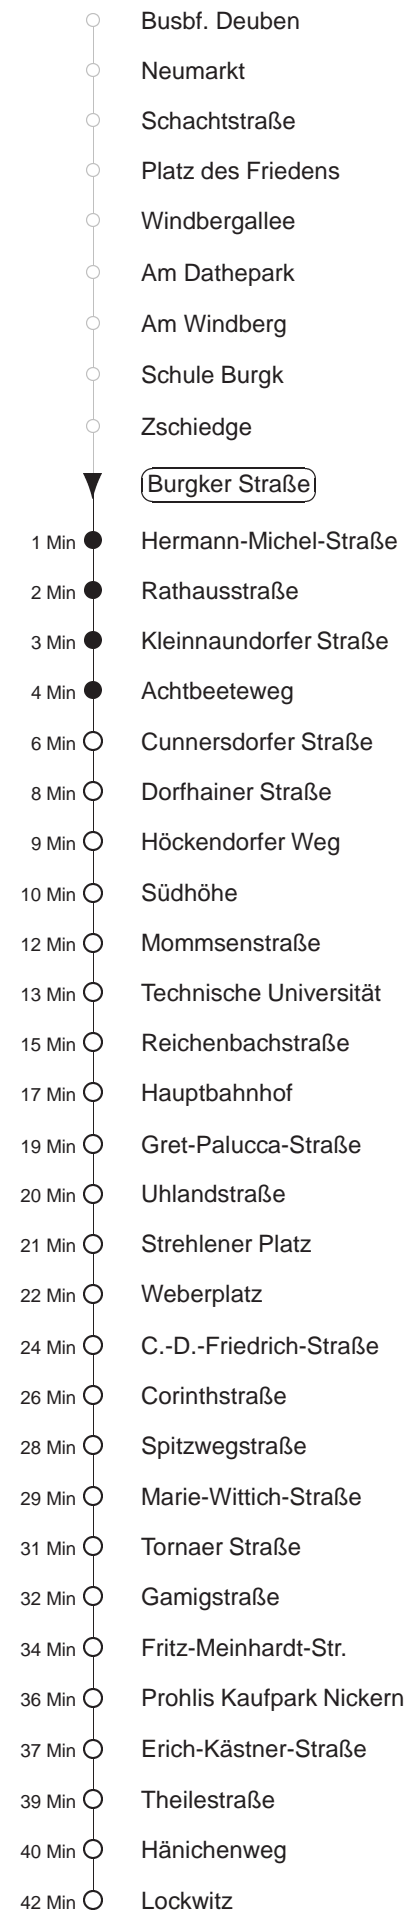 Busbf. Deuben
Neumarkt
Schachtstraße
Platz des Friedens
Windbergallee
Am Dathepark
Am Windberg
Schule Burgk
Zschiedge
Burgker Straße
1 Min Hermann-Michel-Straße
2 Min Rathausstraße
3 Min Kleinnaundorfer Straße
4 Min Achtbeeteweg
6 Min Cunnersdorfer Straße
8 Min Dorfhainer Straße
9 Min Höckendorfer Weg
10 Min Südhöhe
12 Min Mommsenstraße
13 Min Technische Universität
15 Min Reichenbachstraße
17 Min Hauptbahnhof
19 Min Gret-Palucca-Straße
20 Min Uhlandstraße
21 Min Strehlener Platz
22 Min Weberplatz
24 Min C.-D.-Friedrich-Straße
26 Min Corinthstraße
28 Min Spitzwegstraße
29 Min Marie-Wittich-Straße
31 Min Tornaer Straße
32 Min Gamigstraße
34 Min Fritz-Meinhardt-Str.
36 Min Prohlis Kaufpark Nickern
37 Min Erich-Kästner-Straße
39 Min Theilestraße
40 Min Hänichenweg
42 Min Lockwitz